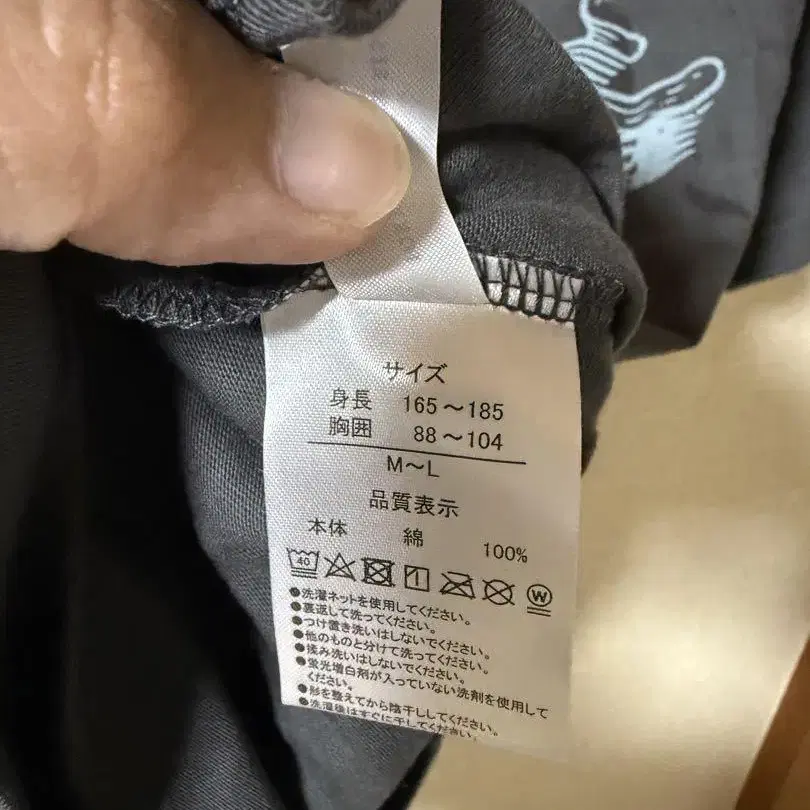 サイズ
身長 165～185
胸囲 88～104
M～L
品質表示
本体 綿 100%
40
W
●洗濯ネットを使用してください。
●裏返して洗ってください。
●つけ置き洗いはしないでください。
●他のものと分けて洗ってください。
●揉み洗いはしないでください。
●蛍光増白剤が入っていない洗剤を使用して
ください。
●形を整えてから陰干ししてください。
●洗濯後はすぐに干してください。